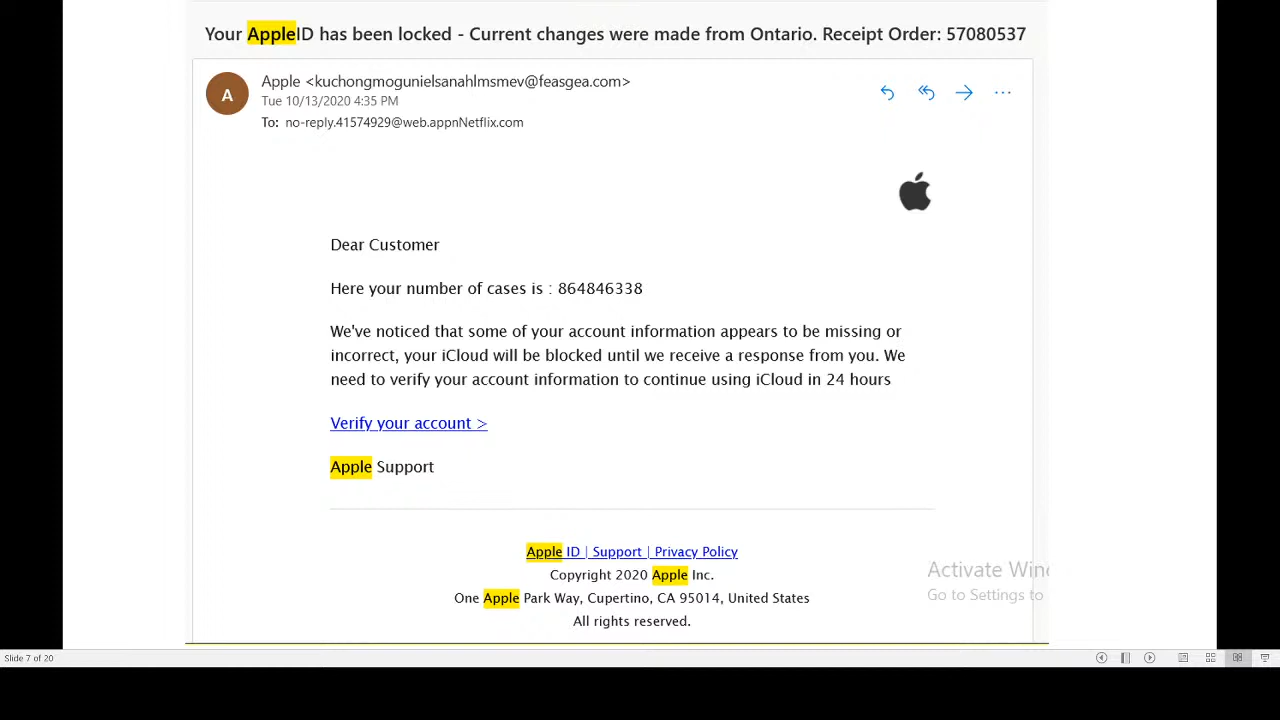 Your AppleID has been locked - Current changes were made from Ontario. Receipt Order: 57080537
A
Apple <kuchongmogunielsanahlmsmev@feasgea.com>
Tue 10/13/2020 4:35 PM
To: no-reply.41574929@web.appnNetflix.com
Dear Customer
Here your number of cases is : 864846338
We've noticed that some of your account information appears to be missing or
incorrect, your iCloud will be blocked until we receive a response from you. We
need to verify your account information to continue using iCloud in 24 hours
Verify your account >
Apple Support
Apple ID | Support | Privacy Policy
Copyright 2020 Apple Inc.
One Apple Park Way, Cupertino, CA 95014, United States
All rights reserved.
Activate Win
Go to Settings to
Slide 7 of 20